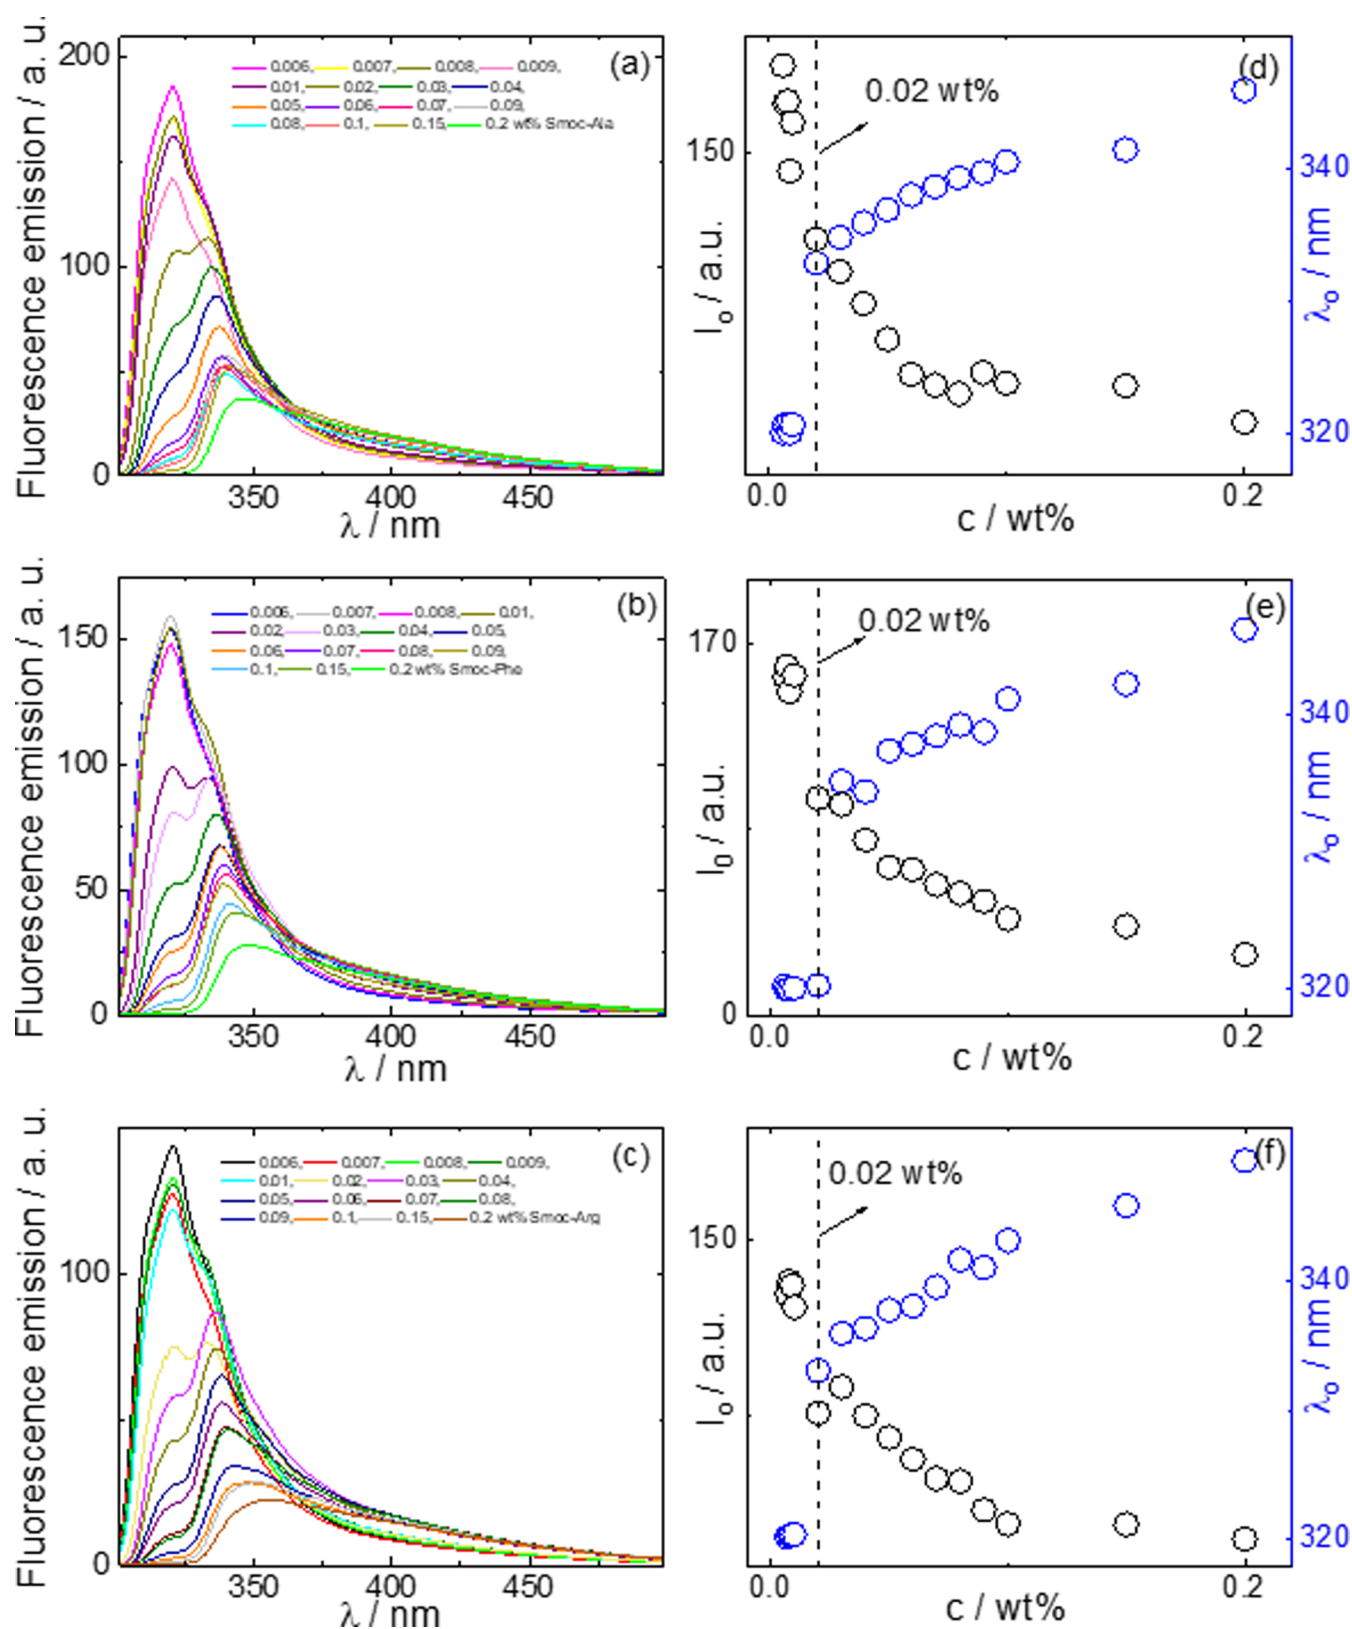 Fluorescence emission / a. u.
200
100
0
350
400
450
λ / nm
(a)
0.006, 0.007, 0.008, 0.009,
0.01, 0.02, 0.03, 0.04,
0.05, 0.06, 0.07, 0.09,
0.08, 0.1, 0.15, 0.2 wt% Smoc-Ala
(d)
0.02 wt%
150
I₀ / a.u.
340
320
λ₀ / nm
0.0
0.2
c / wt%
Fluorescence emission / a. u.
150
100
50
0
350
400
450
λ / nm
(b)
0.006, 0.007, 0.008, 0.01,
0.02, 0.03, 0.04, 0.05,
0.06, 0.07, 0.08, 0.09,
0.1, 0.15, 0.2 wt% Smoc-Phe
(e)
0.02 wt%
170
0
I₀ / a.u.
340
320
λ₀ / nm
0.0
0.2
c / wt%
Fluorescence emission / a. u.
100
0
350
400
450
λ / nm
(c)
0.006, 0.007, 0.008, 0.009,
0.01, 0.02, 0.03, 0.04,
0.05, 0.06, 0.07, 0.08,
0.09, 0.1, 0.15, 0.2 wt% Smoc-Arg
(f)
0.02 wt%
150
I₀ / a.u.
340
320
λ₀ / nm
0.0
0.2
c / wt%